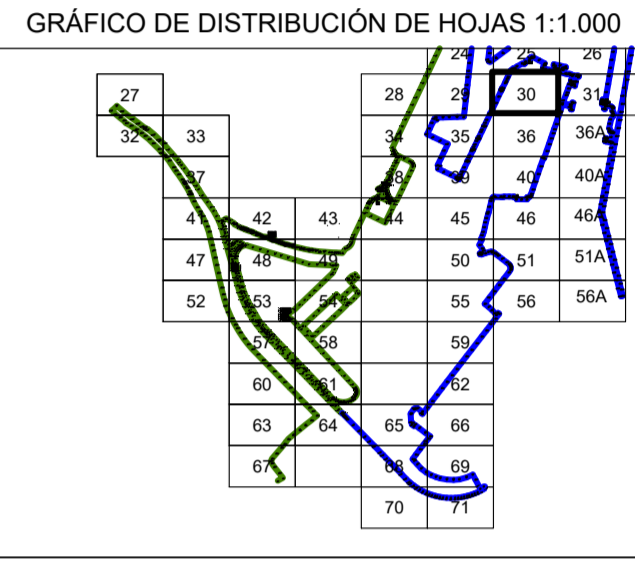 GRÁFICO DE DISTRIBUCIÓN DE HOJAS 1:1.000
24 25 26
27 28 29 30 31
32 33 34 35 36 36A
37 38 39 40 40A
41 42 43 44 45 46 46A
47 48 49 50 51 51A
52 53 54 55 56 56A
57 58 59
60 61 62
63 64 65 66
67 68 69
70 71